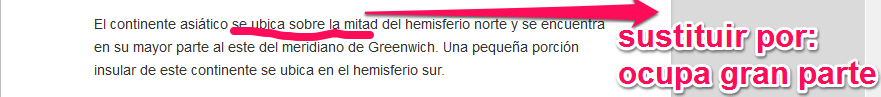 El continente asiático se ubica sobre la mitad del hemisferio norte y se encuentra
en su mayor parte al este del meridiano de Greenwich. Una pequeña porción
insular de este continente se ubica en el hemisferio sur.
sustituir por:
ocupa gran parte